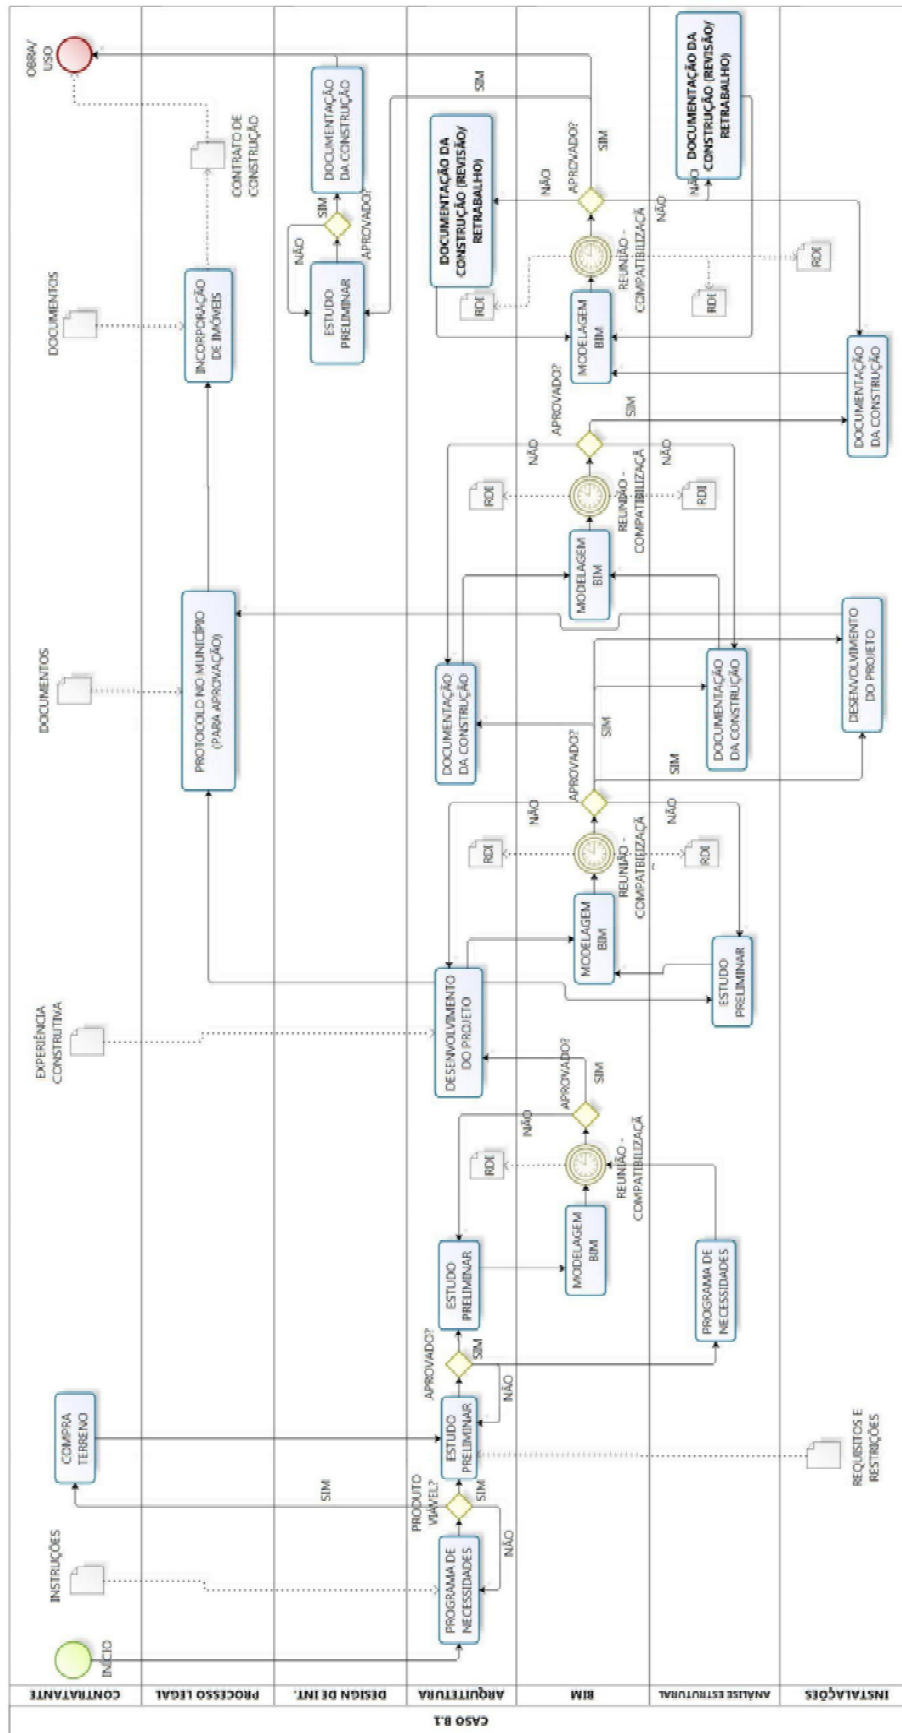 CASO B.1
CONTRATANTE
PROCESSO LEGAL
DESIGN DE INT.
ARQUITETURA
BIM
ANÁLISE ESTRUTURAL
INSTALAÇÕES
INÍCIO
INSTRUÇÕES
COMPRA
TERRENO
EXPERIÊNCIA
CONSTRUTIVA
DOCUMENTOS
DOCUMENTOS
OBRA/
USO
PROTOCOLO NO MUNICÍPIO
(PARA APROVAÇÃO)
INCORPORAÇÃO
DE IMÓVEIS
CONTRATO DE
CONSTRUÇÃO
SIM
ESTUDO
PRELIMINAR
NÃO
SIM
APROVADO?
DOCUMENTAÇÃO
DA CONSTRUÇÃO
PROGRAMA DE
NECESSIDADES
PRODUTO
VIÁVEL?
SIM
NÃO
ESTUDO
PRELIMINAR
APROVADO?
SIM
NÃO
ESTUDO
PRELIMINAR
RDI
DESENVOLVIMENTO
DO PROJETO
RDI
DOCUMENTAÇÃO
DA CONSTRUÇÃO
RDI
RDI
DOCUMENTAÇÃO DA
CONSTRUÇÃO (REVISÃO/
RETRABALHO)
MODELAGEM
BIM
REUNIÃO -
COMPATIBILIZAÇÃ
NÃO
APROVADO?
SIM
MODELAGEM
BIM
REUNIÃO -
COMPATIBILIZAÇÃ
NÃO
APROVADO?
SIM
MODELAGEM
BIM
REUNIÃO -
COMPATIBILIZAÇÃ
NÃO
APROVADO?
SIM
MODELAGEM
BIM
REUNIÃO -
COMPATIBILIZAÇÃ
NÃO
APROVADO?
SIM
SIM
PROGRAMA DE
NECESSIDADES
ESTUDO
PRELIMINAR
RDI
NÃO
SIM
DOCUMENTAÇÃO
DA CONSTRUÇÃO
RDI
NÃO
RDI
NÃO
NÃO
DOCUMENTAÇÃO DA
CONSTRUÇÃO (REVISÃO/
RETRABALHO)
REQUISITOS E
RESTRIÇÕES
DESENVOLVIMENTO
DO PROJETO
DOCUMENTAÇÃO
DA CONSTRUÇÃO
RDI